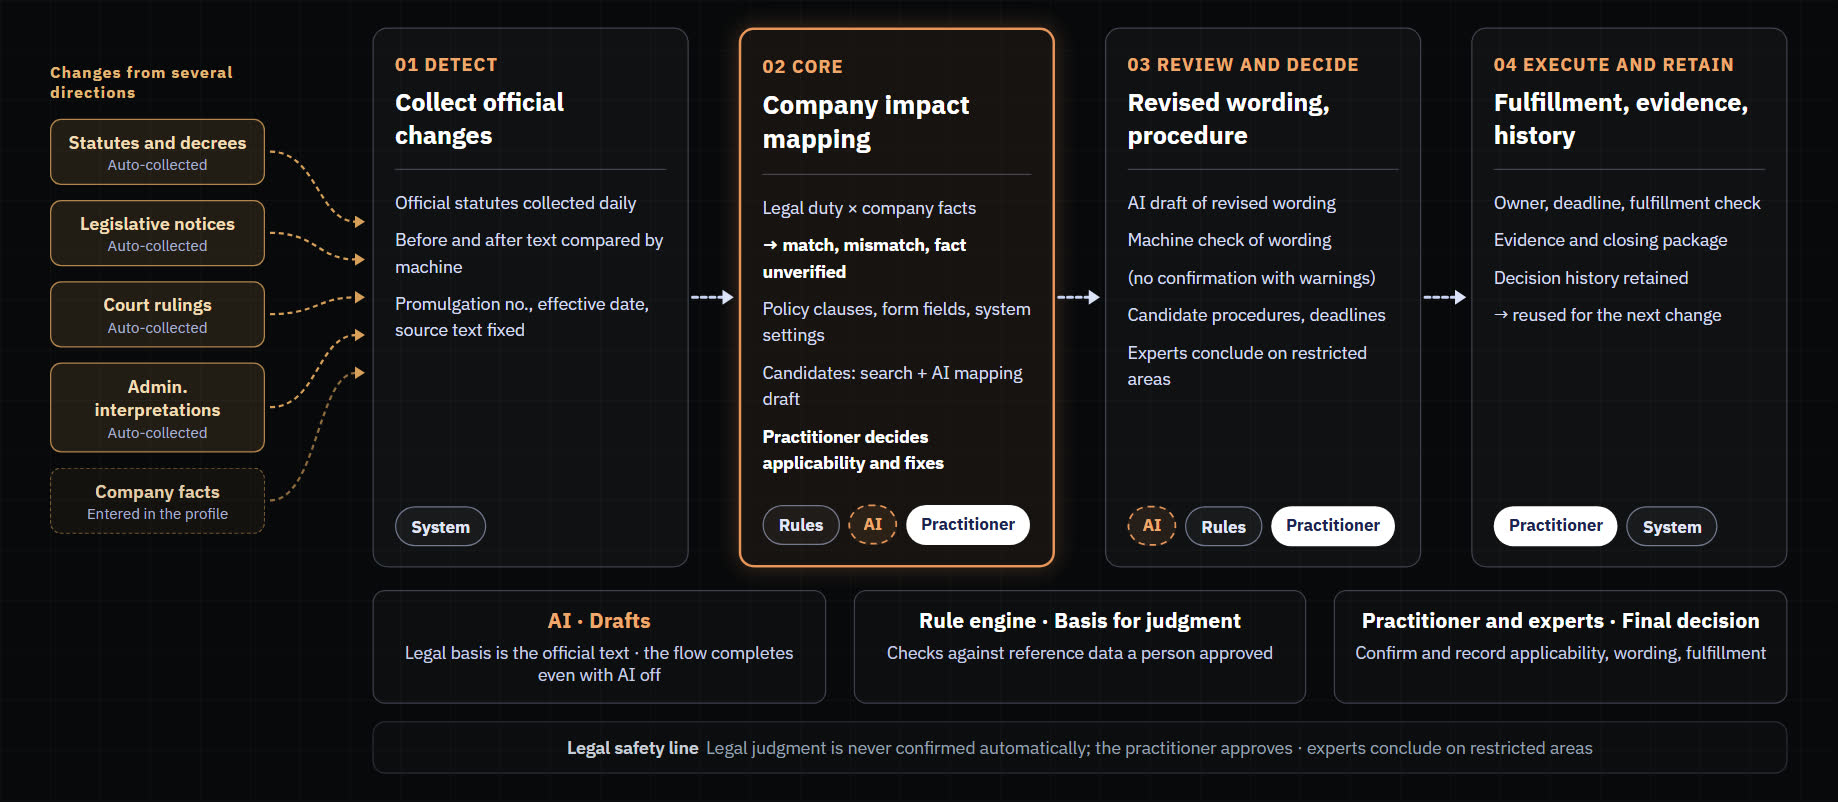 Changes from several
directions
Statutes and decrees
Auto-collected
Legislative notices
Auto-collected
Court rulings
Auto-collected
Admin.
interpretations
Auto-collected
Company facts
Entered in the profile
01 DETECT
Collect official
changes
Official statutes collected daily
Before and after text compared by
machine
Promulgation no., effective date,
source text fixed
System
02 CORE
Company impact
mapping
Legal duty × company facts
→ match, mismatch, fact
unverified
Policy clauses, form fields, system
settings
Candidates: search + AI mapping
draft
Practitioner decides
applicability and fixes
Rules AI Practitioner
03 REVIEW AND DECIDE
Revised wording,
procedure
AI draft of revised wording
Machine check of wording
(no confirmation with warnings)
Candidate procedures, deadlines
Experts conclude on restricted
areas
AI Rules Practitioner
04 EXECUTE AND RETAIN
Fulfillment, evidence,
history
Owner, deadline, fulfillment check
Evidence and closing package
Decision history retained
→ reused for the next change
Practitioner System
AI · Drafts
Legal basis is the official text · the flow completes
even with AI off
Rule engine · Basis for judgment
Checks against reference data a person approved
Practitioner and experts · Final decision
Confirm and record applicability, wording, fulfillment
Legal safety line Legal judgment is never confirmed automatically; the practitioner approves · experts conclude on restricted areas